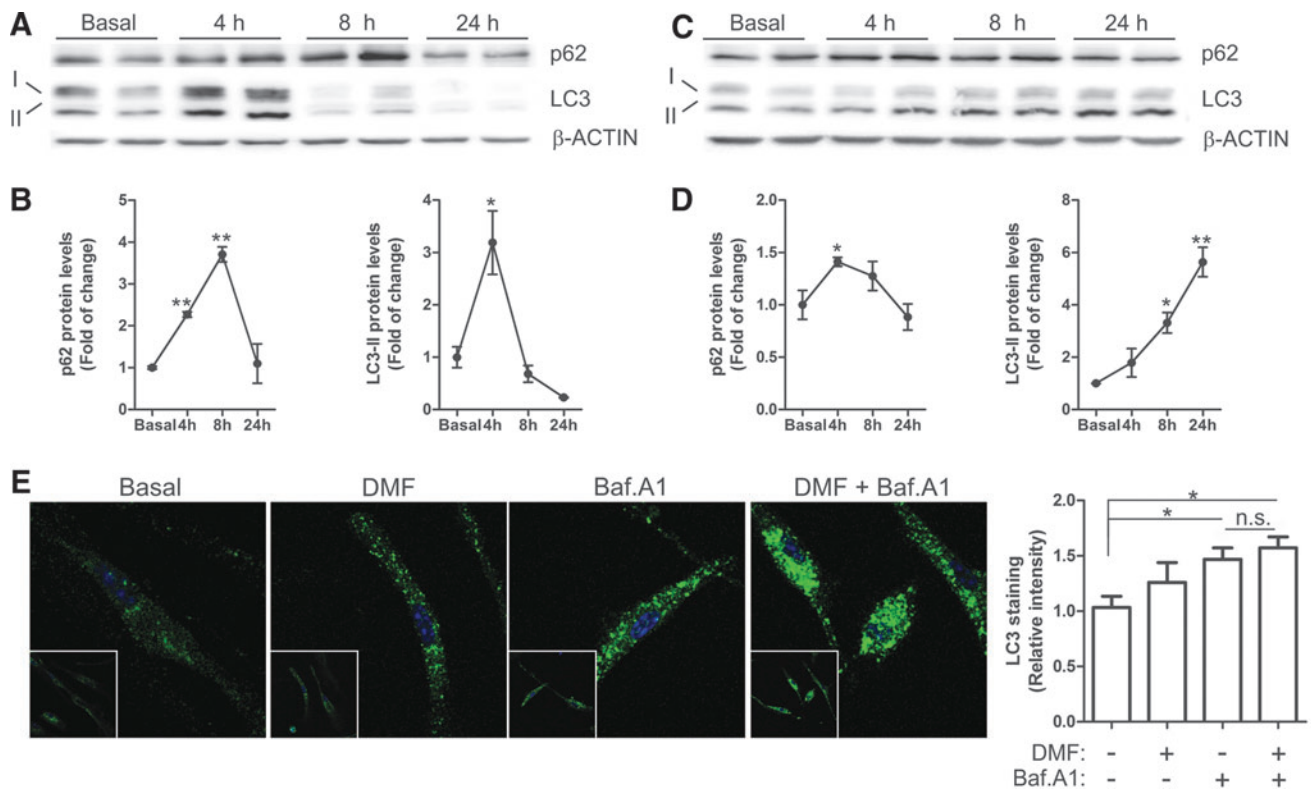 A
Basal 4 h 8 h 24 h
p62
I
II
LC3
β-ACTIN
C
Basal 4 h 8 h 24 h
p62
I
II
LC3
β-ACTIN
B
p62 protein levels
(Fold of change)
5
4
3
2
1
0
**
**
Basal 4h 8h 24h
LC3-II protein levels
(Fold of change)
4
3
2
1
0
*
Basal 4h 8h 24h
D
p62 protein levels
(Fold of change)
2.0
1.5
1.0
0.5
0.0
*
Basal 4h 8h 24h
LC3-II protein levels
(Fold of change)
8
6
4
2
0
*
**
Basal 4h 8h 24h
E
Basal DMF Baf.A1 DMF + Baf.A1
LC3 staining
(Relative intensity)
2.0
1.5
1.0
0.5
0.0
*
*
n.s.
DMF: - + - +
Baf.A1: - - + +